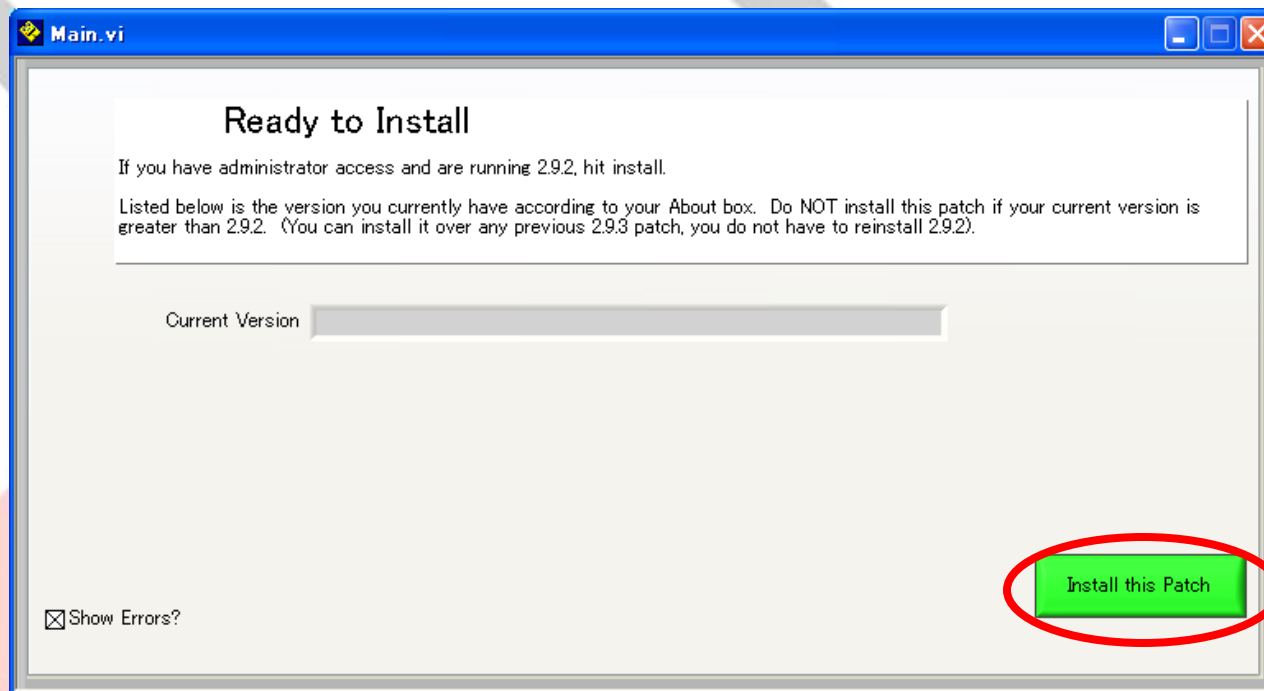 Main.vi
Ready to Install
If you have administrator access and are running 2.9.2, hit install.
Listed below is the version you currently have according to your About box.  Do NOT install this patch if your current version is
greater than 2.9.2.  (You can install it over any previous 2.9.3 patch, you do not have to reinstall 2.9.2).
Current Version
Install this Patch
Show Errors?